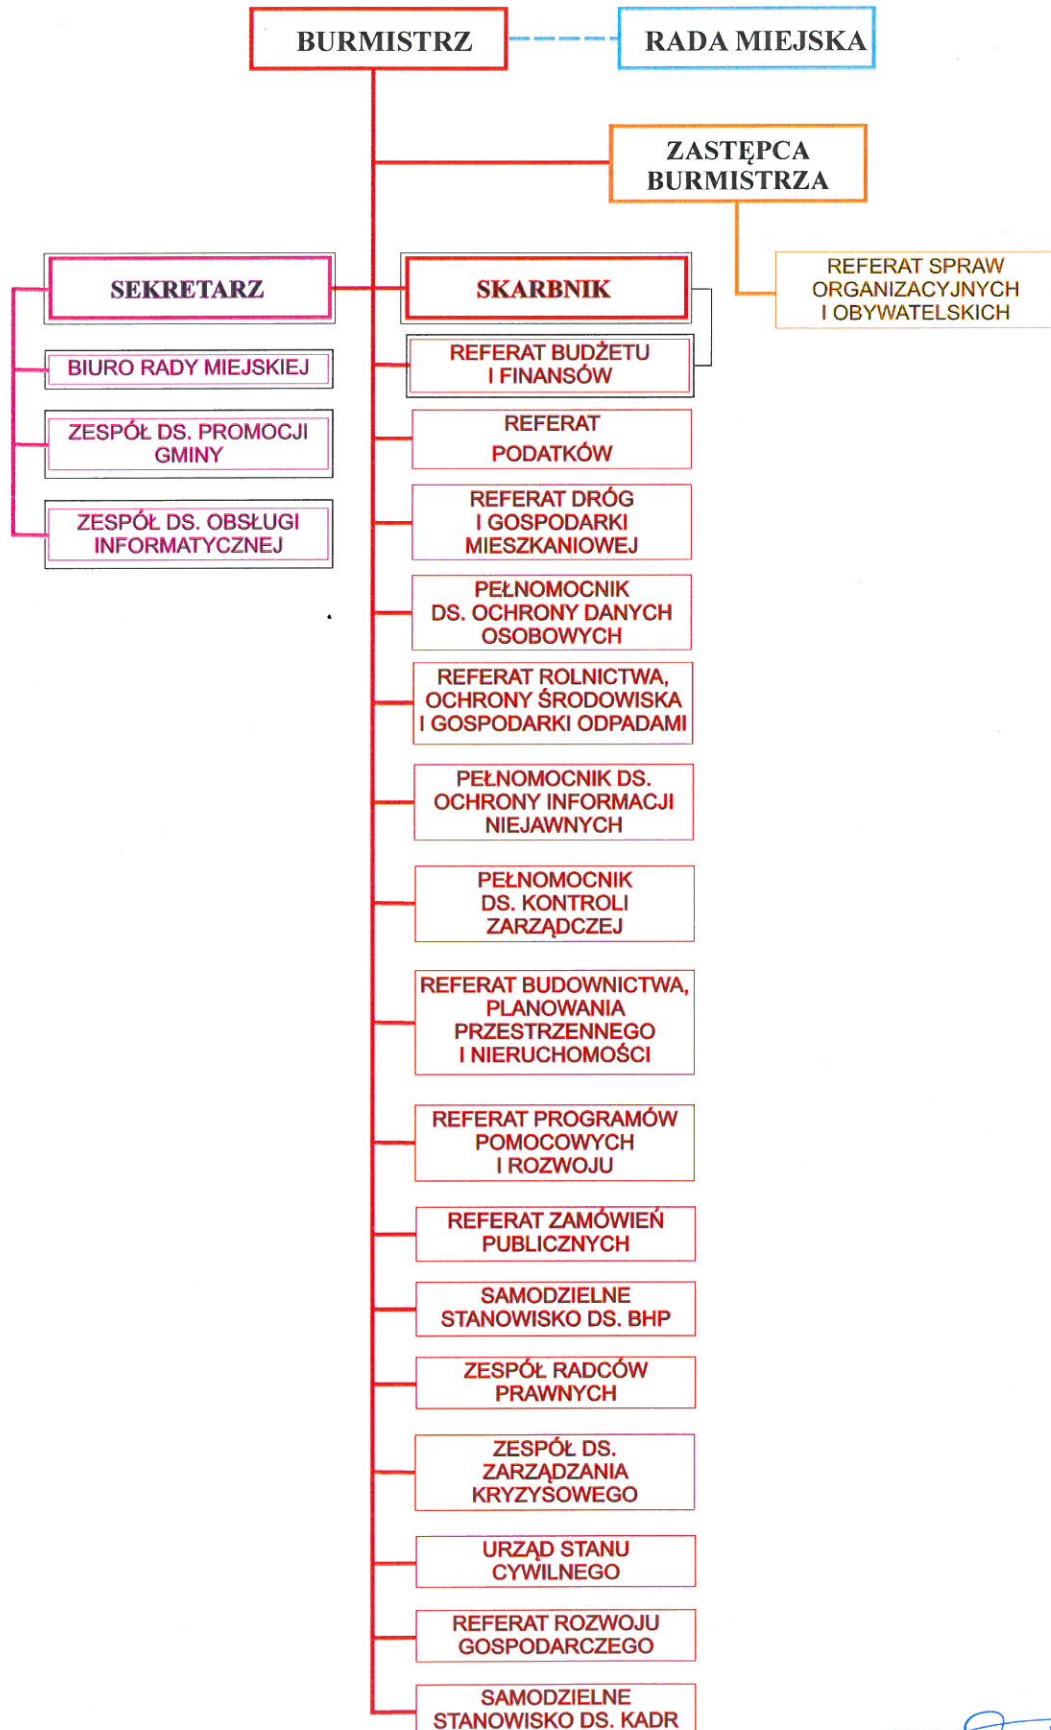 BURMISTRZ
RADA MIEJSKA
ZASTĘPCA
BURMISTRZA
REFERAT SPRAW
ORGANIZACYJNYCH
I OBYWATELSKICH
SEKRETARZ
BIURO RADY MIEJSKIEJ
ZESPÓŁ DS. PROMOCJI
GMINY
ZESPÓŁ DS. OBSŁUGI
INFORMATYCZNEJ
SKARBNIK
REFERAT BUDŻETU
I FINANSÓW
REFERAT
PODATKÓW
REFERAT DRÓG
I GOSPODARKI
MIESZKANIOWEJ
PEŁNOMOCNIK
DS. OCHRONY DANYCH
OSOBOWYCH
REFERAT ROLNICTWA,
OCHRONY ŚRODOWISKA
I GOSPODARKI ODPADAMI
PEŁNOMOCNIK DS.
OCHRONY INFORMACJI
NIEJAWNYCH
PEŁNOMOCNIK
DS. KONTROLI
ZARZĄDCZEJ
REFERAT BUDOWNICTWA,
PLANOWANIA
PRZESTRZENNEGO
I NIERUCHOMOŚCI
REFERAT PROGRAMÓW
POMOCOWYCH
I ROZWOJU
REFERAT ZAMÓWIEŃ
PUBLICZNYCH
SAMODZIELNE
STANOWISKO DS. BHP
ZESPÓŁ RADCÓW
PRAWNYCH
ZESPÓŁ DS.
ZARZĄDZANIA
KRYZYSOWEGO
URZĄD STANU
CYWILNEGO
REFERAT ROZWOJU
GOSPODARCZEGO
SAMODZIELNE
STANOWISKO DS. KADR